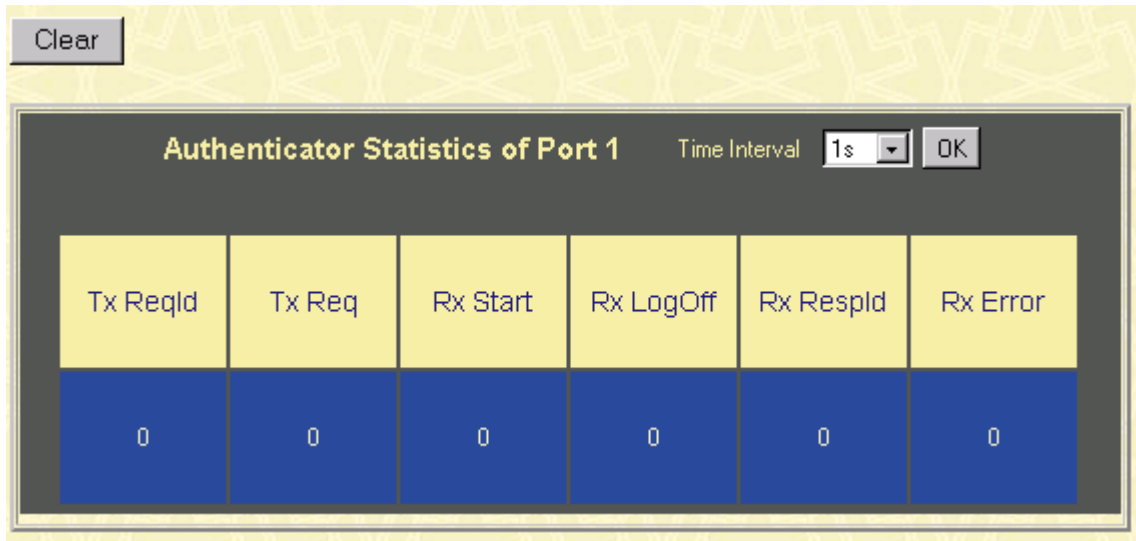 Clear
Authenticator Statistics of Port 1 Time Interval 1s OK
Tx ReqId Tx Req Rx Start Rx LogOff Rx RespId Rx Error
0 0 0 0 0 0